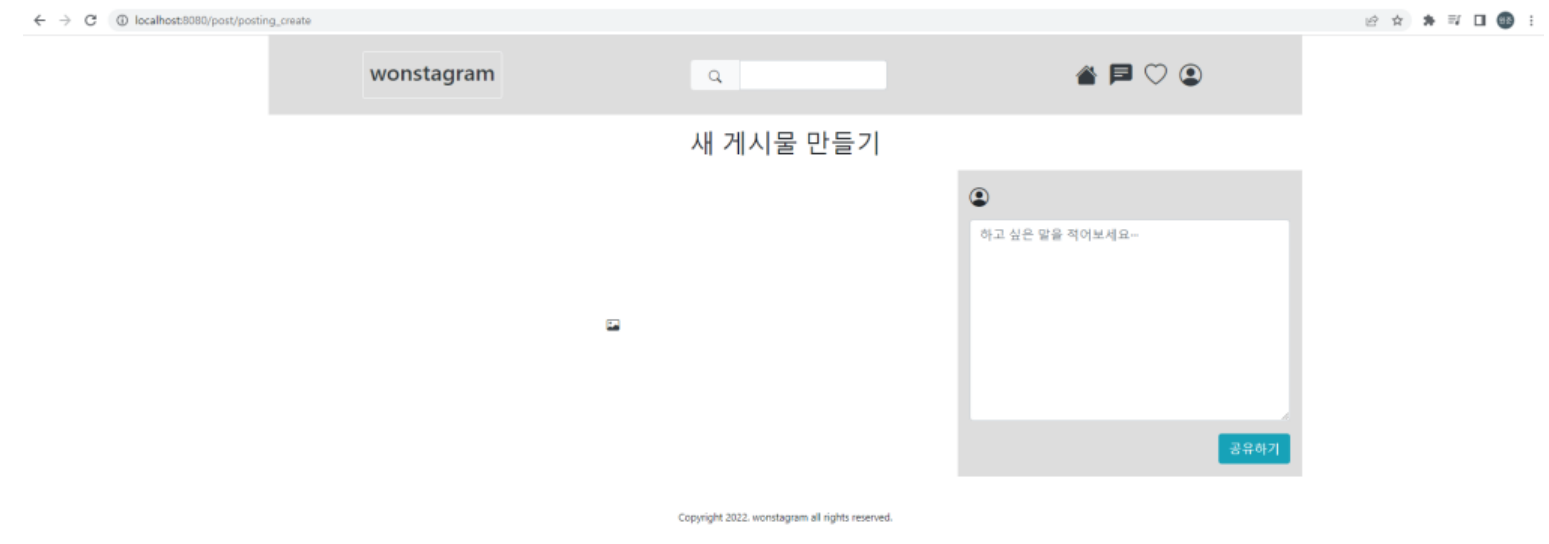 localhost:8080/post/posting_create
wonstagram
새 게시물 만들기
하고 싶은 말을 적어보세요...
공유하기
Copyright 2022. wonstagram all rights reserved.